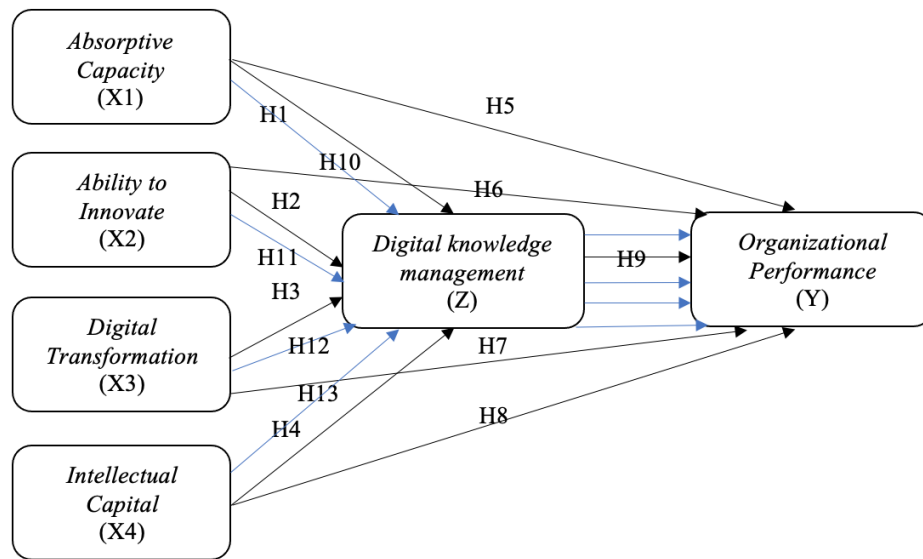 Absorptive
Capacity
(X1)
H5
H1
H10
Ability to
Innovate
(X2)
H2
H6
H11
Digital knowledge
management
(Z)
H9
Organizational
Performance
(Y)
H3
Digital
Transformation
(X3)
H12
H7
H13
H4
H8
Intellectual
Capital
(X4)